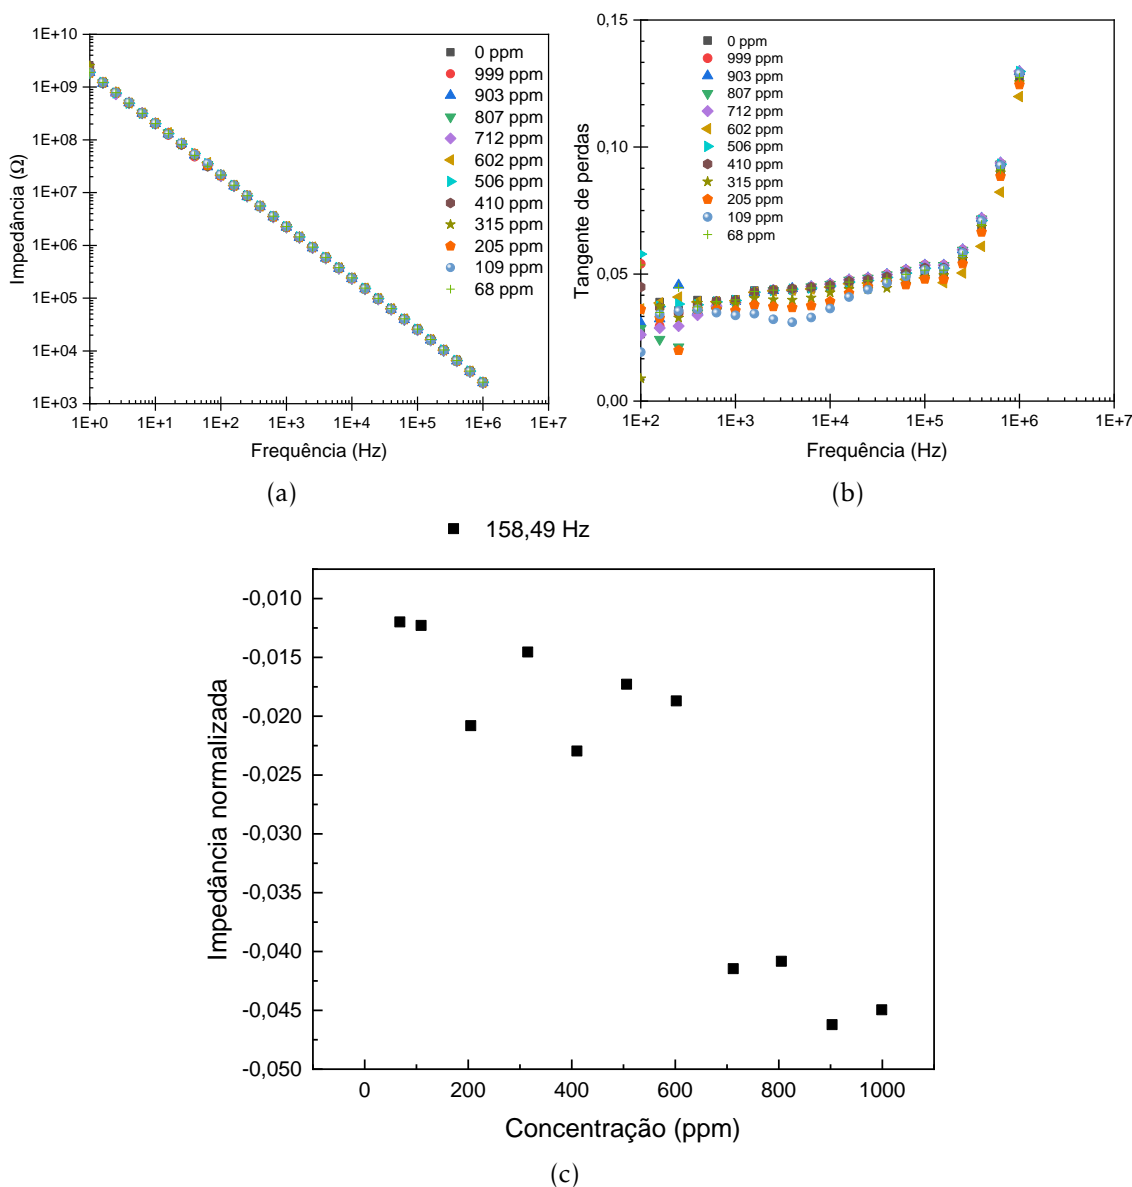 1E+10
1E+09
1E+08
1E+07
1E+06
1E+05
1E+04
1E+03
Impedância (Ω)
1E+0
1E+1
1E+2
1E+3
1E+4
1E+5
1E+6
1E+7
Frequência (Hz)
0 ppm
999 ppm
903 ppm
807 ppm
712 ppm
602 ppm
506 ppm
410 ppm
315 ppm
205 ppm
109 ppm
68 ppm
(a)
0,15
0,10
0,05
0,00
Tangente de perdas
0 ppm
999 ppm
903 ppm
807 ppm
712 ppm
602 ppm
506 ppm
410 ppm
315 ppm
205 ppm
109 ppm
68 ppm
1E+2
1E+3
1E+4
1E+5
1E+6
1E+7
Frequência (Hz)
(b)
158,49 Hz
-0,010
-0,015
-0,020
-0,025
-0,030
-0,035
-0,040
-0,045
-0,050
Impedância normalizada
0
200
400
600
800
1000
Concentração (ppm)
(c)